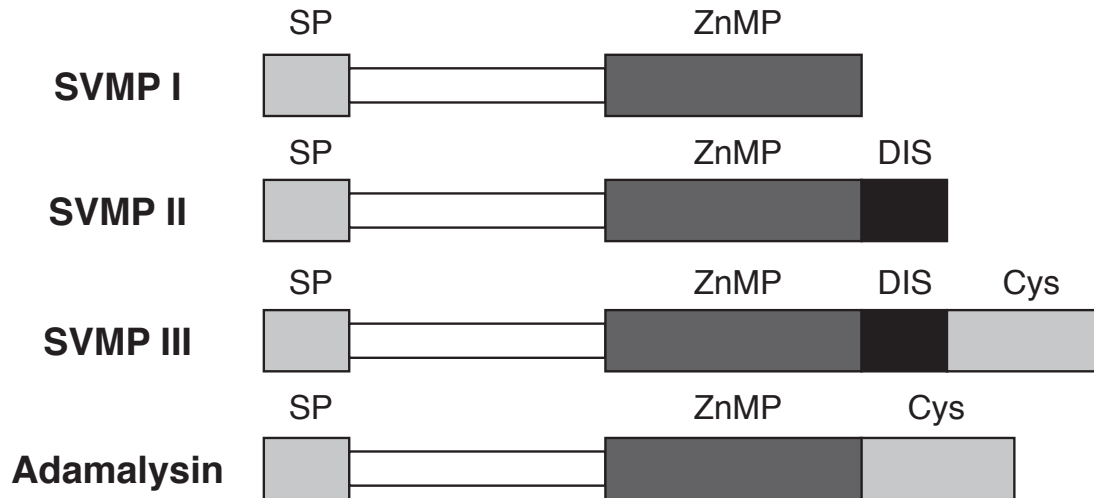 SP ZnMP
SVMP I
SP ZnMP DIS
SVMP II
SP ZnMP DIS Cys
SVMP III
SP ZnMP Cys
Adamalysin